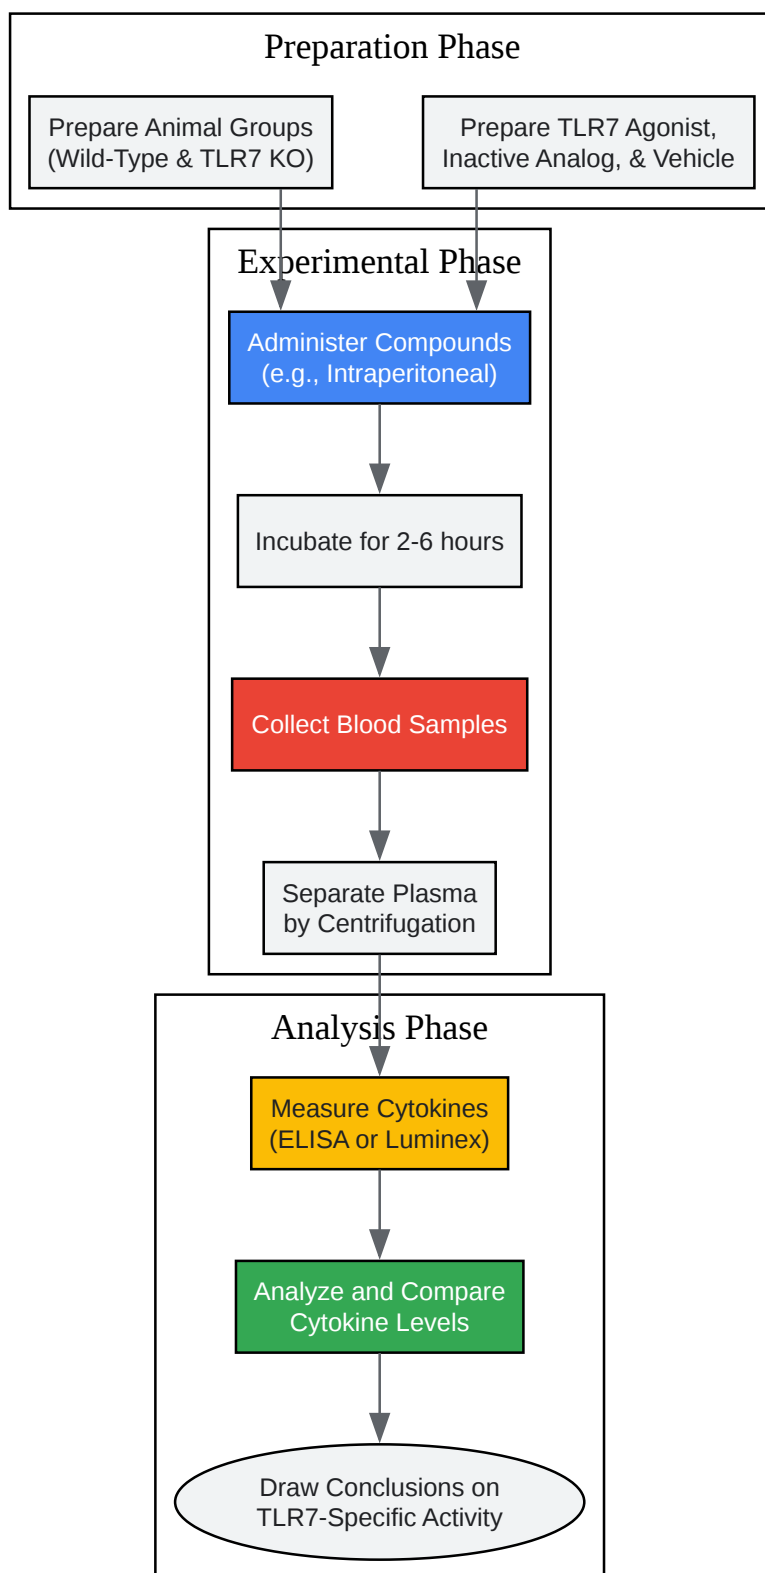 Preparation Phase
Prepare Animal Groups
(Wild-Type & TLR7 KO)
Prepare TLR7 Agonist,
Inactive Analog, & Vehicle
Experimental Phase
Administer Compounds
(e.g., Intraperitoneal)
Incubate for 2-6 hours
Collect Blood Samples
Separate Plasma
by Centrifugation
Analysis Phase
Measure Cytokines
(ELISA or Luminex)
Analyze and Compare
Cytokine Levels
Draw Conclusions on
TLR7-Specific Activity